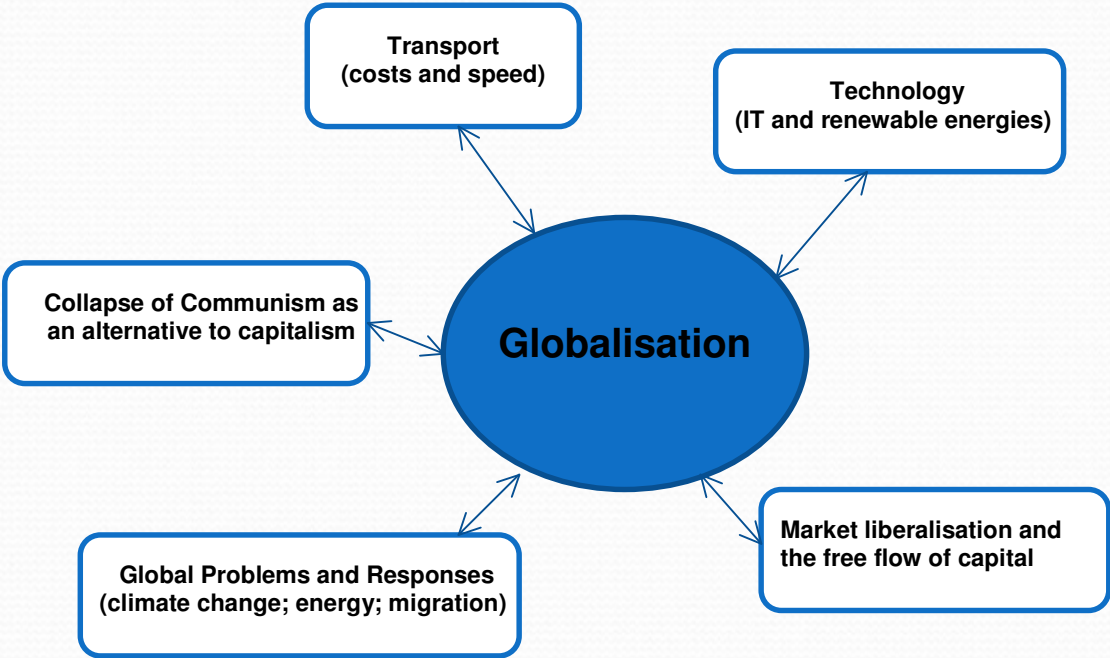 Transport
(costs and speed)
Technology
(IT and renewable energies)
Collapse of Communism as
an alternative to capitalism
Globalisation
Market liberalisation and
the free flow of capital
Global Problems and Responses
(climate change; energy; migration)